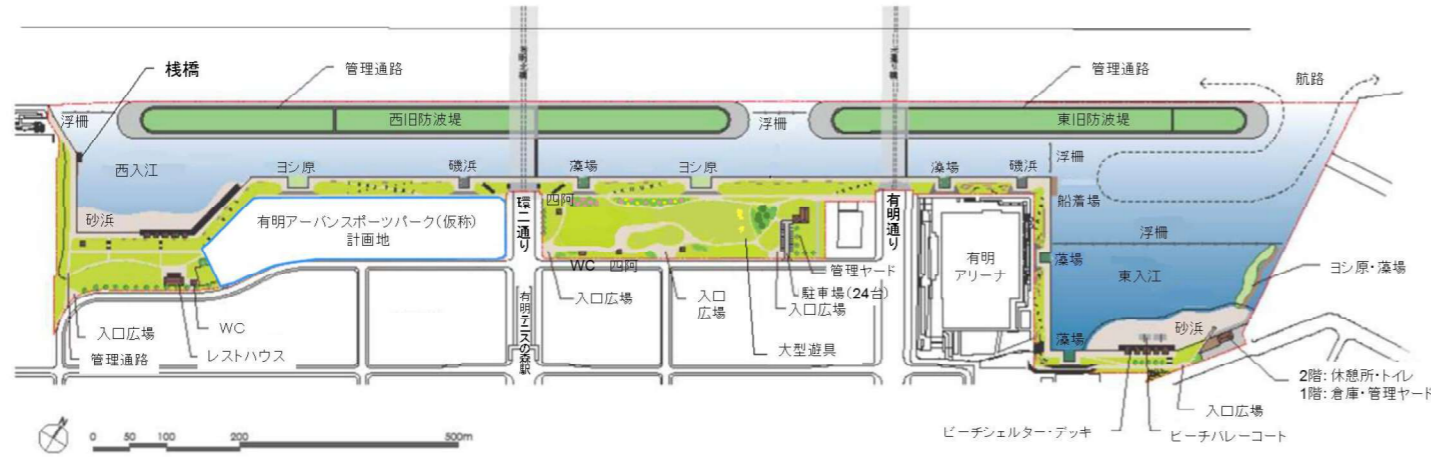 有明北橋
木遣り橋
桟橋
管理通路
管理通路
航路
浮柵
西旧防波堤
浮柵
東旧防波堤
西入江
ヨシ原
磯浜
藻場
ヨシ原
藻場
磯浜
浮柵
船着場
砂浜
有明アーバンスポーツパーク(仮称)
計画地
環二通り
四阿
有明通り
浮柵
有明
アリーナ
藻場
東入江
ヨシ原・藻場
WC
四阿
管理ヤード
入口広場
入口
広場
駐車場(24台)
入口広場
大型遊具
有明テニスの森駅
入口広場
WC
管理通路
レストハウス
藻場
砂浜
2階:休憩所・トイレ
1階:倉庫・管理ヤード
入口広場
ビーチシェルター・デッキ
ビーチバレーコート
N
0 50 100 200 500m